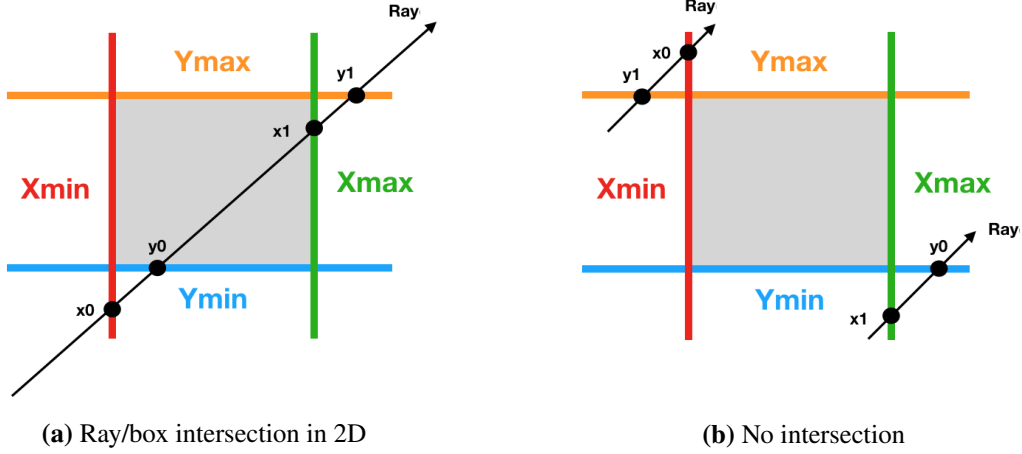 Ray
Ymax
y1
x1
Xmin
Xmax
y0
Ymin
x0
(a) Ray/box intersection in 2D
Ray
x0
Ymax
y1
Xmin
Xmax
Ray
y0
Ymin
x1
(b) No intersection